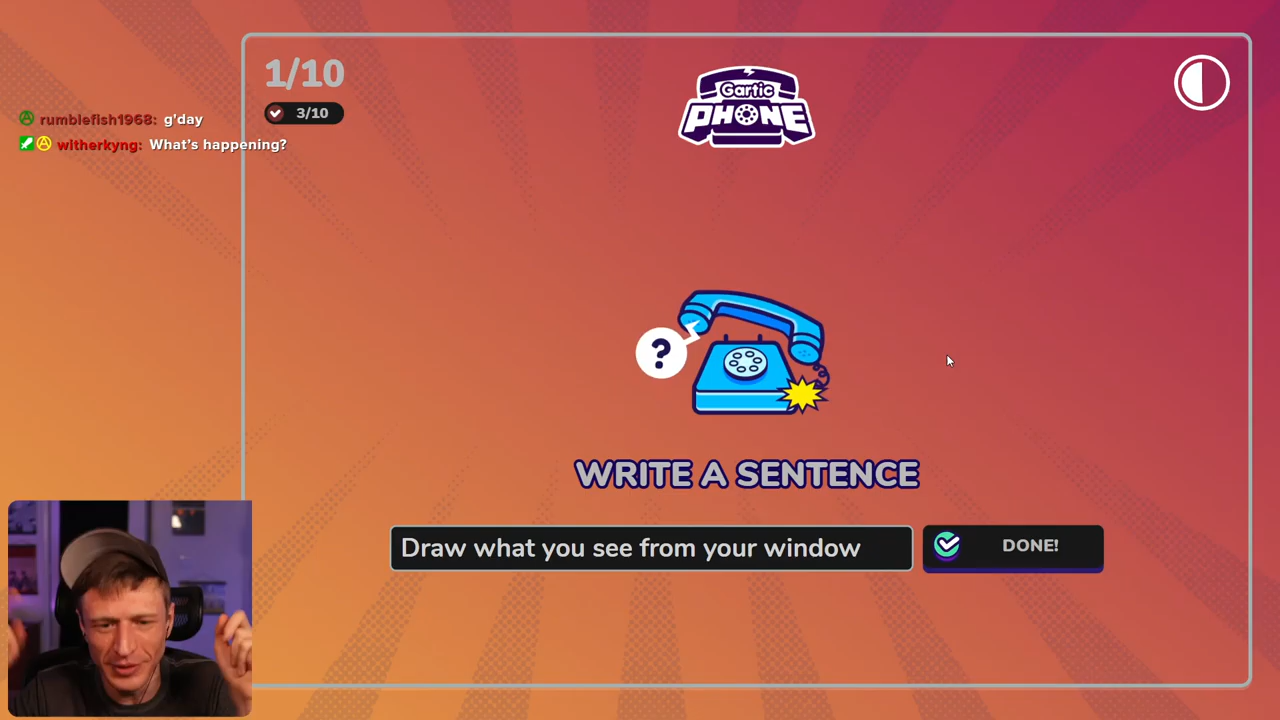 1/10
3/10
Gartic
PHONE
rumblefish1968: g'day
witherkyng: What's happening?
?
WRITE A SENTENCE
Draw what you see from your window
DONE!